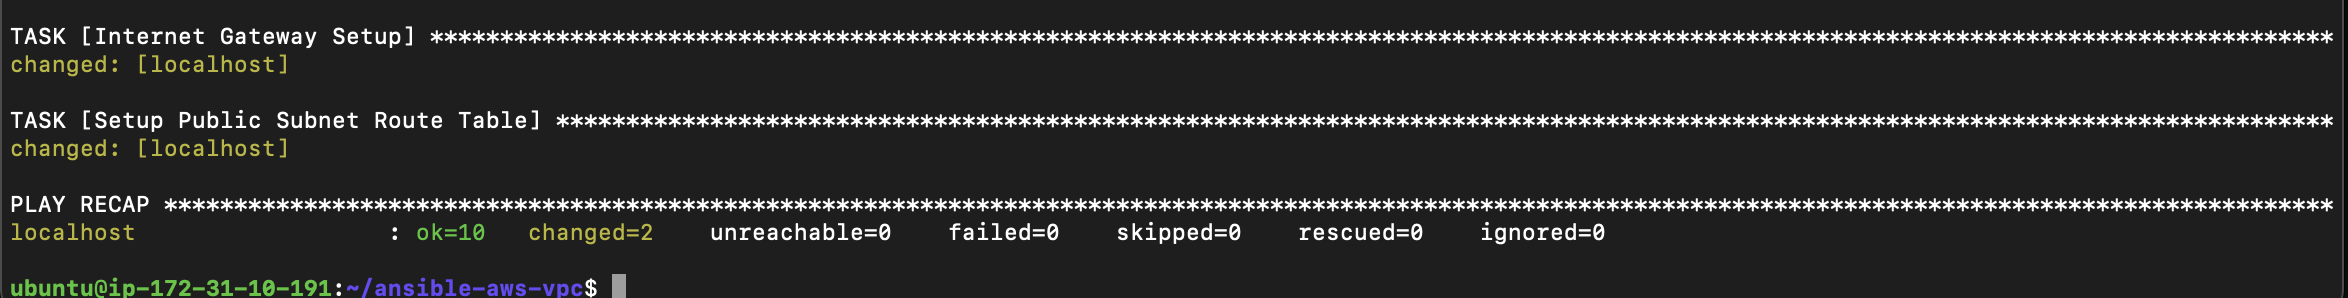 TASK [Internet Gateway Setup] ****************************************************************************************************************************************
changed: [localhost]
TASK [Setup Public Subnet Route Table] *******************************************************************************************************************************
changed: [localhost]
PLAY RECAP ***********************************************************************************************************************************************************
localhost                  : ok=10   changed=2    unreachable=0    failed=0    skipped=0    rescued=0    ignored=0
ubuntu@ip-172-31-10-191:~/ansible-aws-vpc$